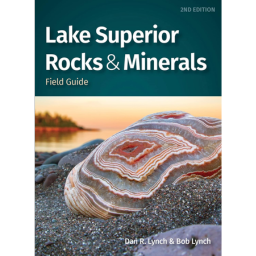 2ND EDITION
Lake Superior
Rocks & Minerals
Field Guide
Dan R. Lynch & Bob Lynch